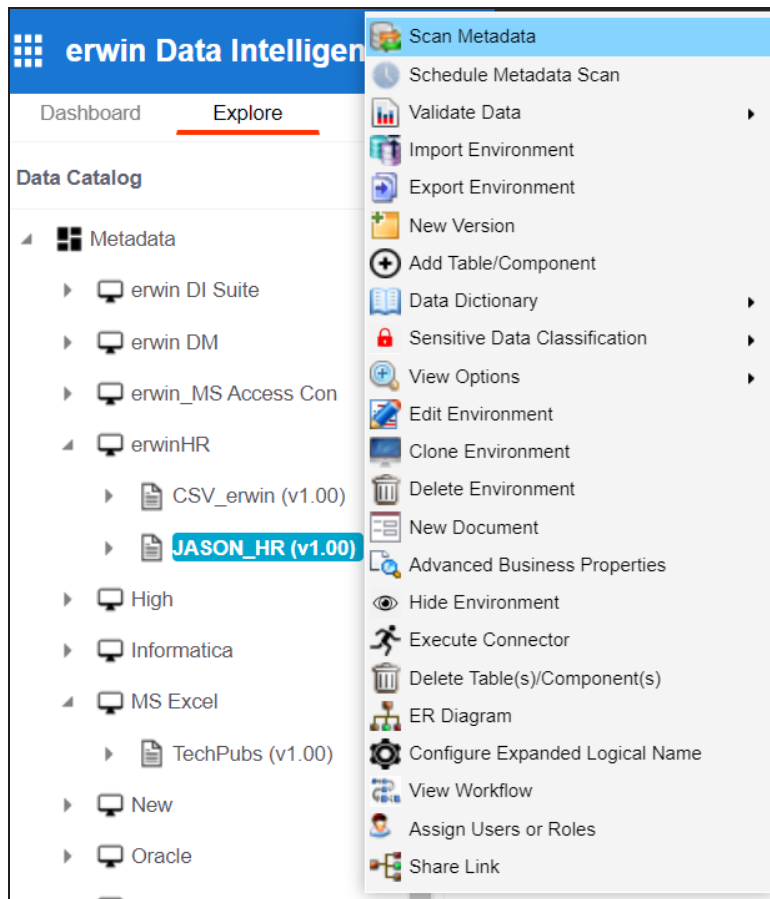 erwin Data Intelligen
Dashboard
Explore
Data Catalog
Metadata
erwin DI Suite
erwin DM
erwin_MS Access Con
erwinHR
CSV_erwin (v1.00)
JASON_HR (v1.00)
High
Informatica
MS Excel
TechPubs (v1.00)
New
Oracle
Scan Metadata
Schedule Metadata Scan
Validate Data
Import Environment
Export Environment
New Version
Add Table/Component
Data Dictionary
Sensitive Data Classification
View Options
Edit Environment
Clone Environment
Delete Environment
New Document
Advanced Business Properties
Hide Environment
Execute Connector
Delete Table(s)/Component(s)
ER Diagram
Configure Expanded Logical Name
View Workflow
Assign Users or Roles
Share Link